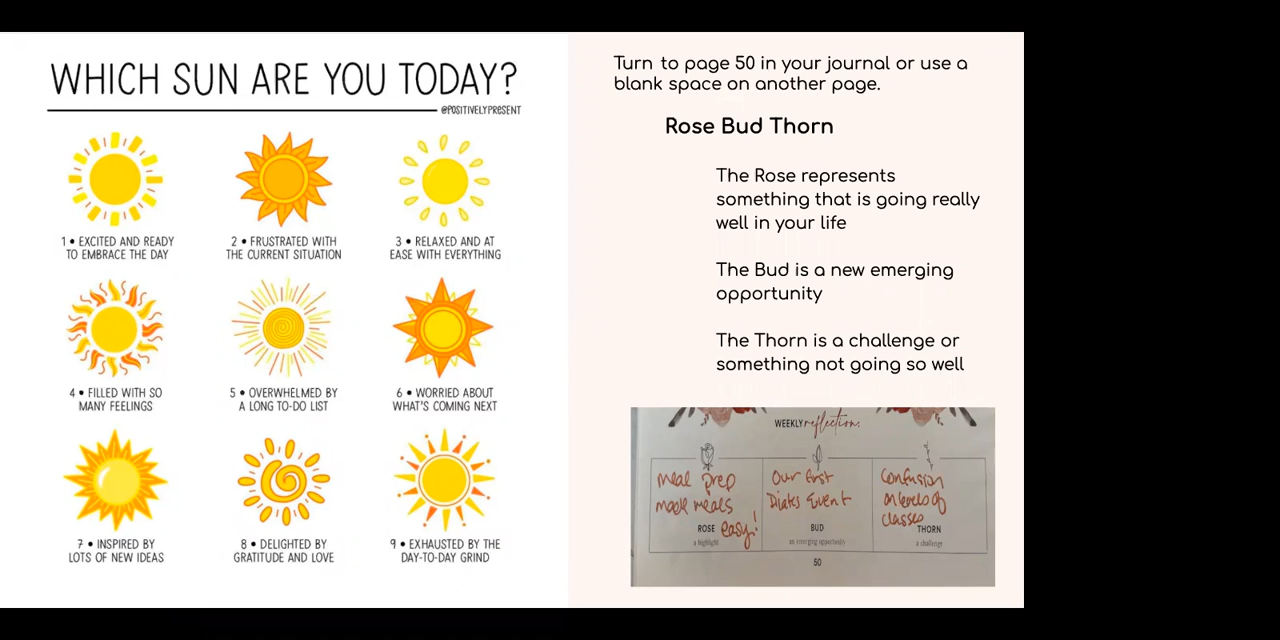 WHICH SUN ARE YOU TODAY?
@POSITIVELYPRESENT
1 • EXCITED AND READY
TO EMBRACE THE DAY
2 • FRUSTRATED WITH
THE CURRENT SITUATION
3 • RELAXED AND AT
EASE WITH EVERYTHING
4 • FILLED WITH SO
MANY FEELINGS
5 • OVERWHELMED BY
A LONG TO-DO LIST
6 • WORRIED ABOUT
WHAT'S COMING NEXT
7 • INSPIRED BY
LOTS OF NEW IDEAS
8 • DELIGHTED BY
GRATITUDE AND LOVE
9 • EXHAUSTED BY THE
DAY-TO-DAY GRIND
Turn to page 50 in your journal or use a
blank space on another page.
Rose Bud Thorn
The Rose represents
something that is going really
well in your life
The Bud is a new emerging
opportunity
The Thorn is a challenge or
something not going so well
WEEKLY reflection.
meal prep
made meals
easy!
ROSE
a highlight
Our first
Event
BUD
an emerging opportunity
Confusion
on levels of
classes
THORN
a challenge
50